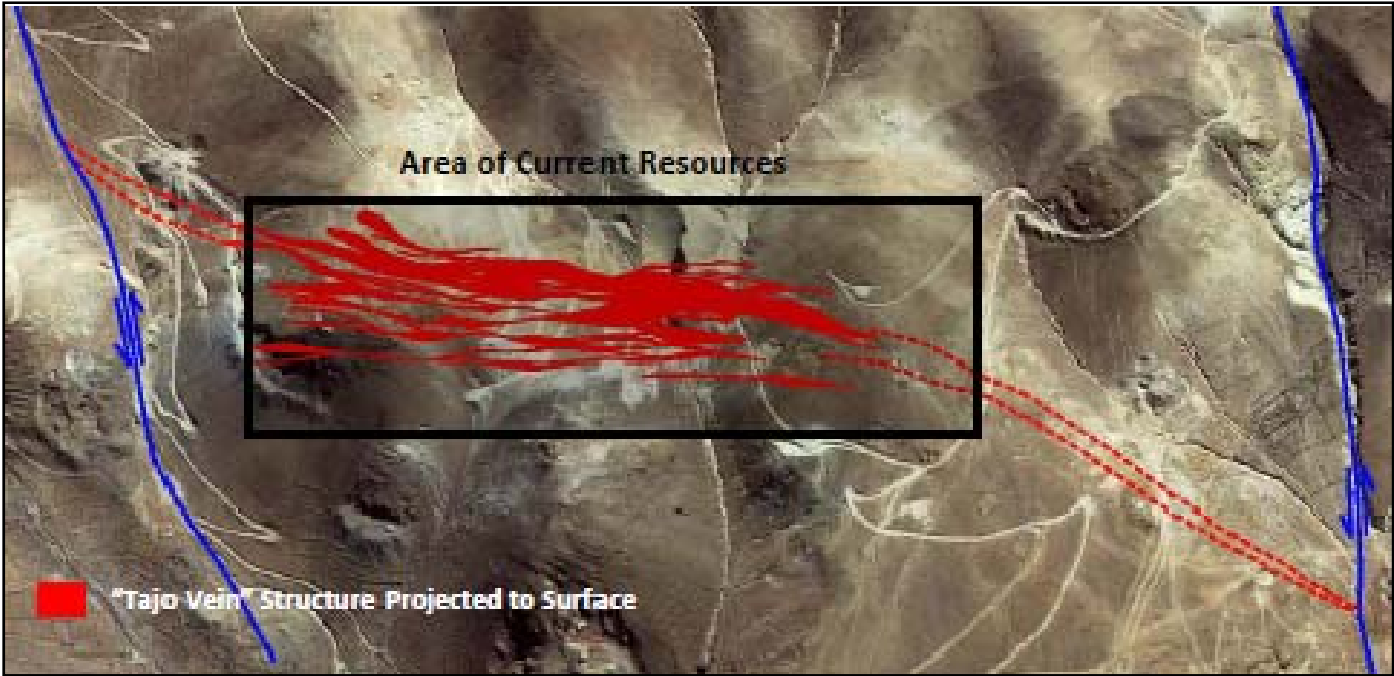 Area of Current Resources
"Tajo Vein" Structure Projected to Surface